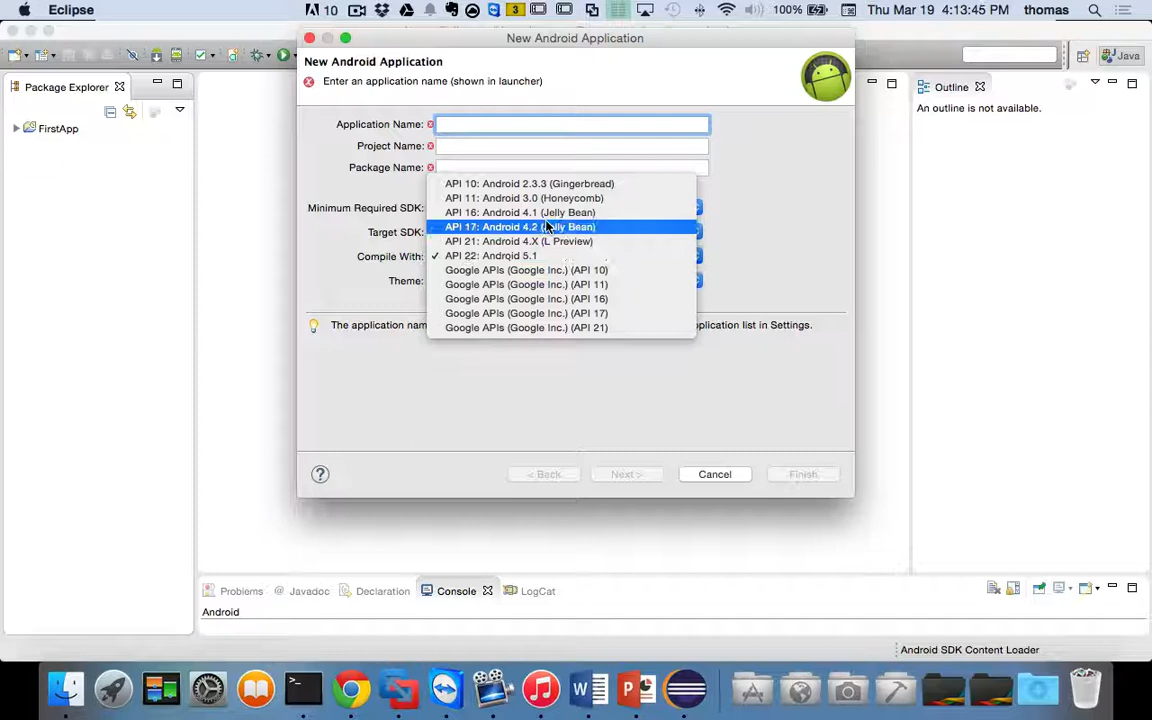 Eclipse 10 3 100% Thu Mar 19 4:13:45 PM thomas
New Android Application
New Android Application
Enter an application name (shown in launcher)
Java
Package Explorer
Outline
An outline is not available.
FirstApp
Application Name:
Project Name:
Package Name:
Minimum Required SDK:
Target SDK:
Compile With:
Theme:
API 10: Android 2.3.3 (Gingerbread)
API 11: Android 3.0 (Honeycomb)
API 16: Android 4.1 (Jelly Bean)
API 17: Android 4.2 (Jelly Bean)
API 21: Android 4.X (L Preview)
✓ API 22: Android 5.1
Google APIs (Google Inc.) (API 10)
Google APIs (Google Inc.) (API 11)
Google APIs (Google Inc.) (API 16)
Google APIs (Google Inc.) (API 17)
Google APIs (Google Inc.) (API 21)
The application nam plication list in Settings.
? < Back Next > Cancel Finish
Problems @ Javadoc Declaration Console LogCat
Android
Android SDK Content Loader